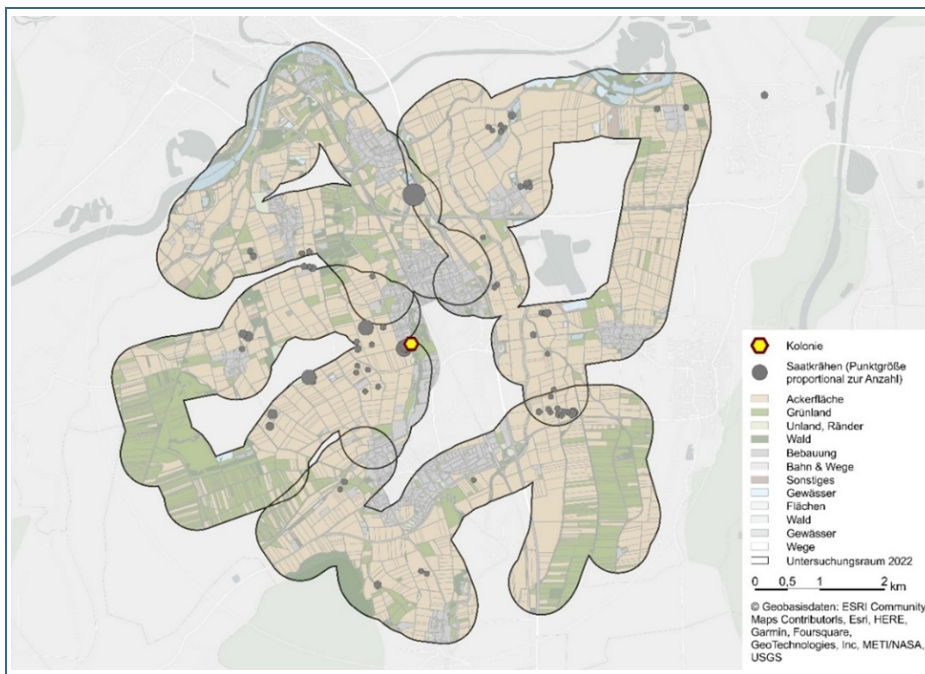 Kolonie
Saatkrähen (Punktgröße
proportional zur Anzahl)
Ackerfläche
Grünland
Unland, Ränder
Wald
Bebauung
Bahn & Wege
Sonstiges
Gewässer
Flächen
Wald
Gewässer
Wege
Untersuchungsraum 2022
0 0,5 1 2 km
© Geobasisdaten: ESRI Community
Maps Contributoris, Esri, HERE,
Garmin, Foursquare,
GeoTechnologies, Inc, METI/NASA,
USGS